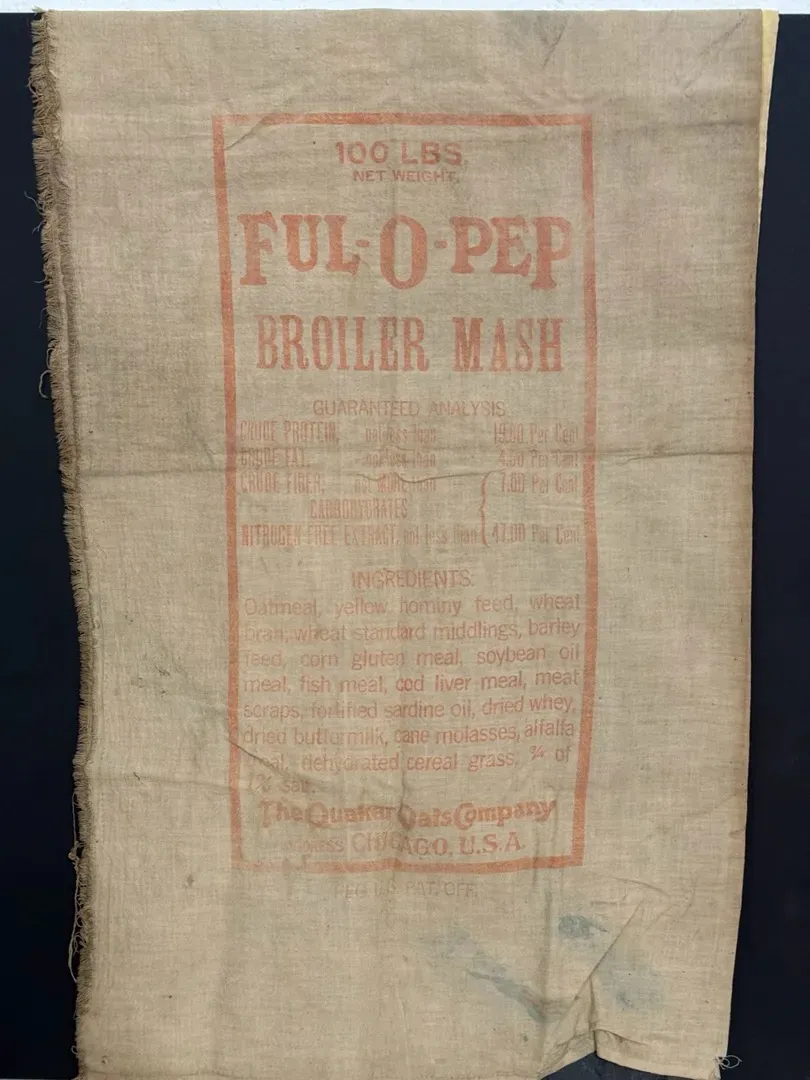 100 LBS.
NET WEIGHT.
FUL-O-PEP
BROILER MASH
GUARANTEED ANALYSIS
CRUDE PROTEIN, not less than 19.00 Per Cent
CRUDE FAT, not less than 4.00 Per Cent
CRUDE FIBER, not MORE than 7.00 Per Cent
CARBOHYDRATES
NITROGEN-FREE EXTRACT, not less than 47.00 Per Cent
INGREDIENTS:
Oatmeal, yellow hominy feed, wheat
bran, wheat standard middlings, barley
feed, corn gluten meal, soybean oil
meal, fish meal, cod liver meal, meat
scraps, fortified sardine oil, dried whey,
dried buttermilk, cane molasses, alfalfa
meal, dehydrated cereal grass, ¾ of
1% salt.
The Quaker Oats Company
ADDRESS CHICAGO, U.S.A.
REG. U.S. PAT. OFF.